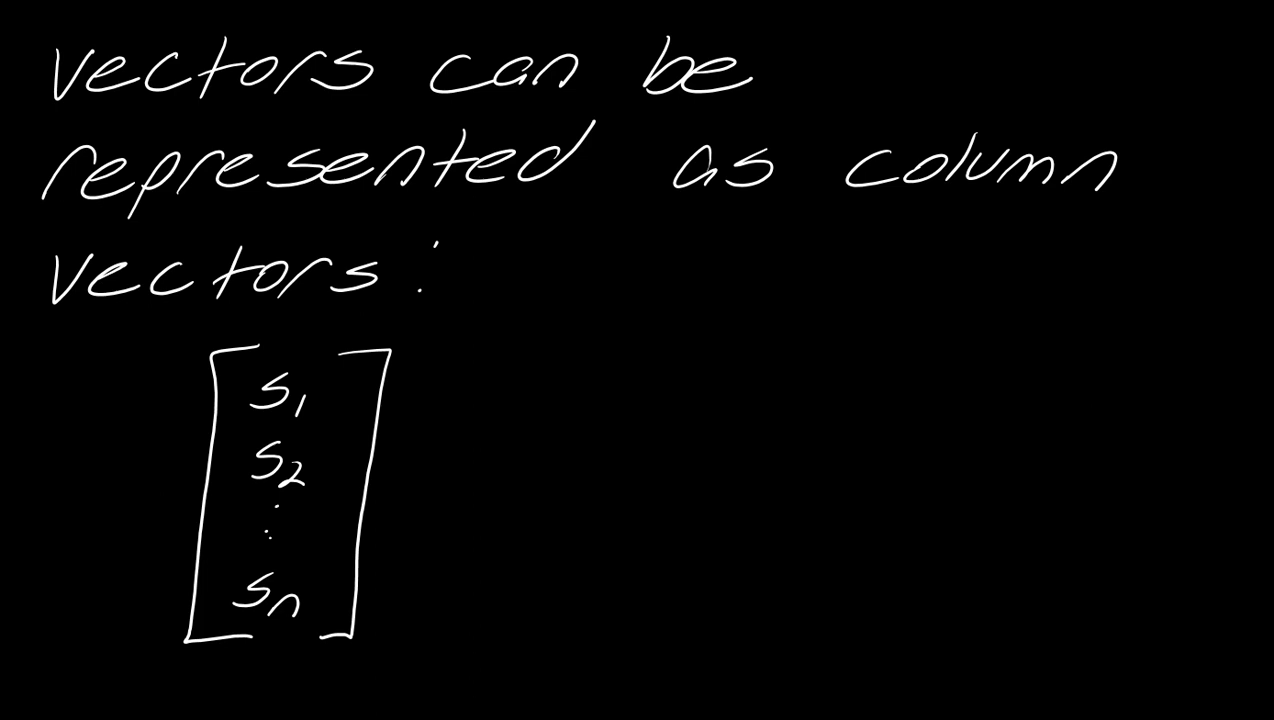 vectors can be
represented as column
vectors :
[ s₁
s₂
⋮
sₙ ]